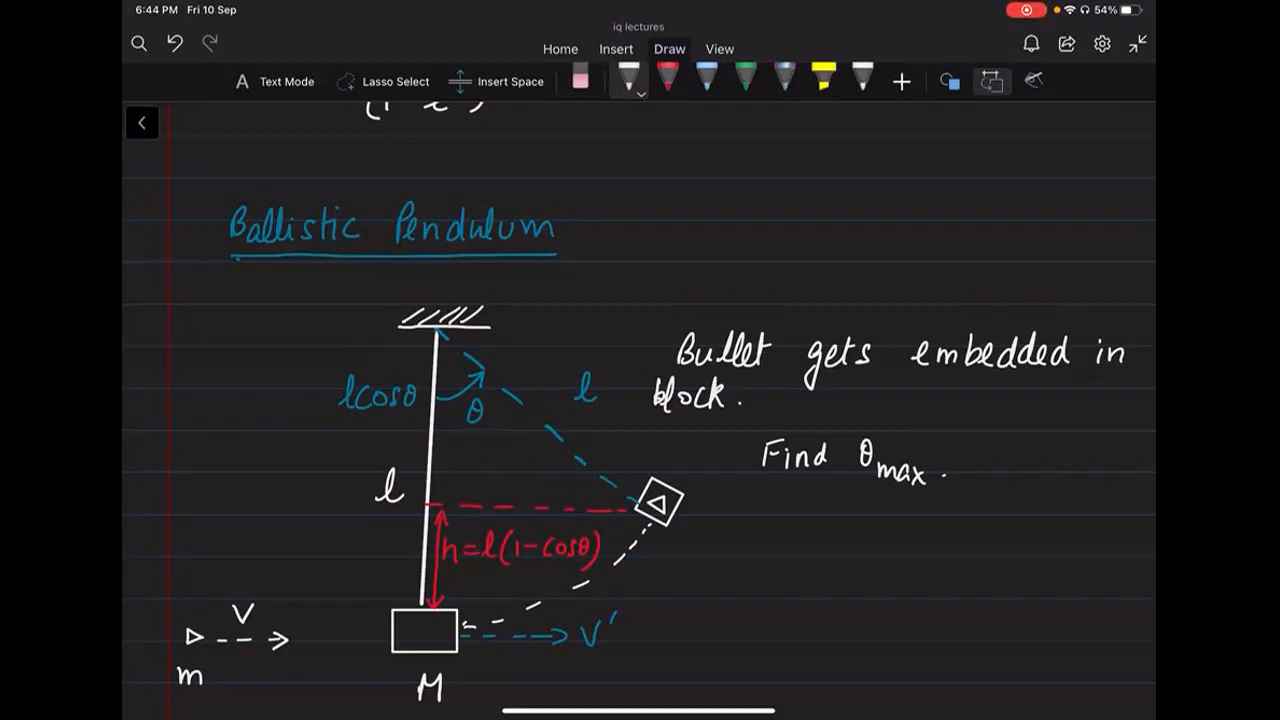 6:44 PM Fri 10 Sep
54%
iq lectures
Home Insert Draw View
Text Mode Lasso Select Insert Space
Ballistic Pendulum
lcosθ
θ
l
Bullet gets embedded in
block.
Find θmax.
l
h=l(1-cosθ)
V
V'
m
M